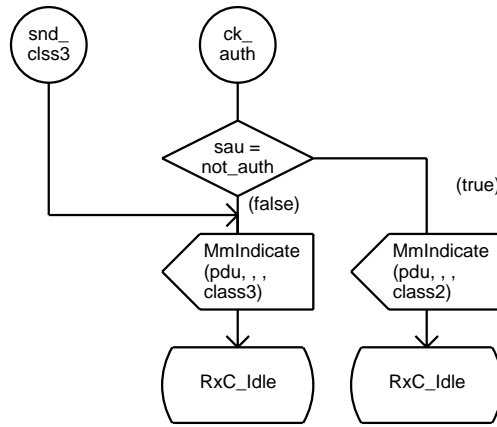 snd_
clss3
ck_
auth
sau =
not_auth
(true)
(false)
MmIndicate
(pdu, , ,
class3)
MmIndicate
(pdu, , ,
class2)
RxC_Idle
RxC_Idle